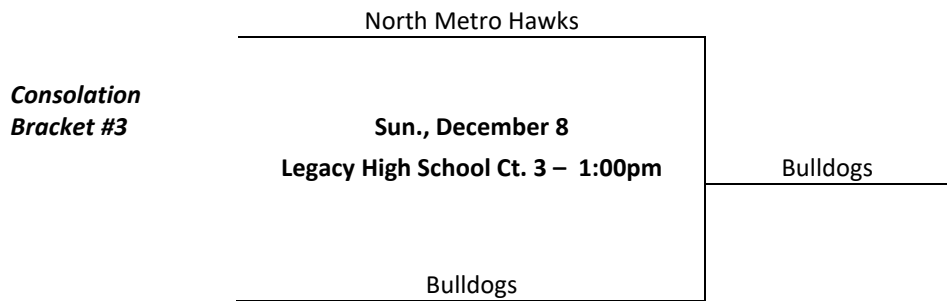 North Metro Hawks
Consolation
Bracket #3
Sun., December 8
Legacy High School Ct. 3 – 1:00pm
Bulldogs
Bulldogs